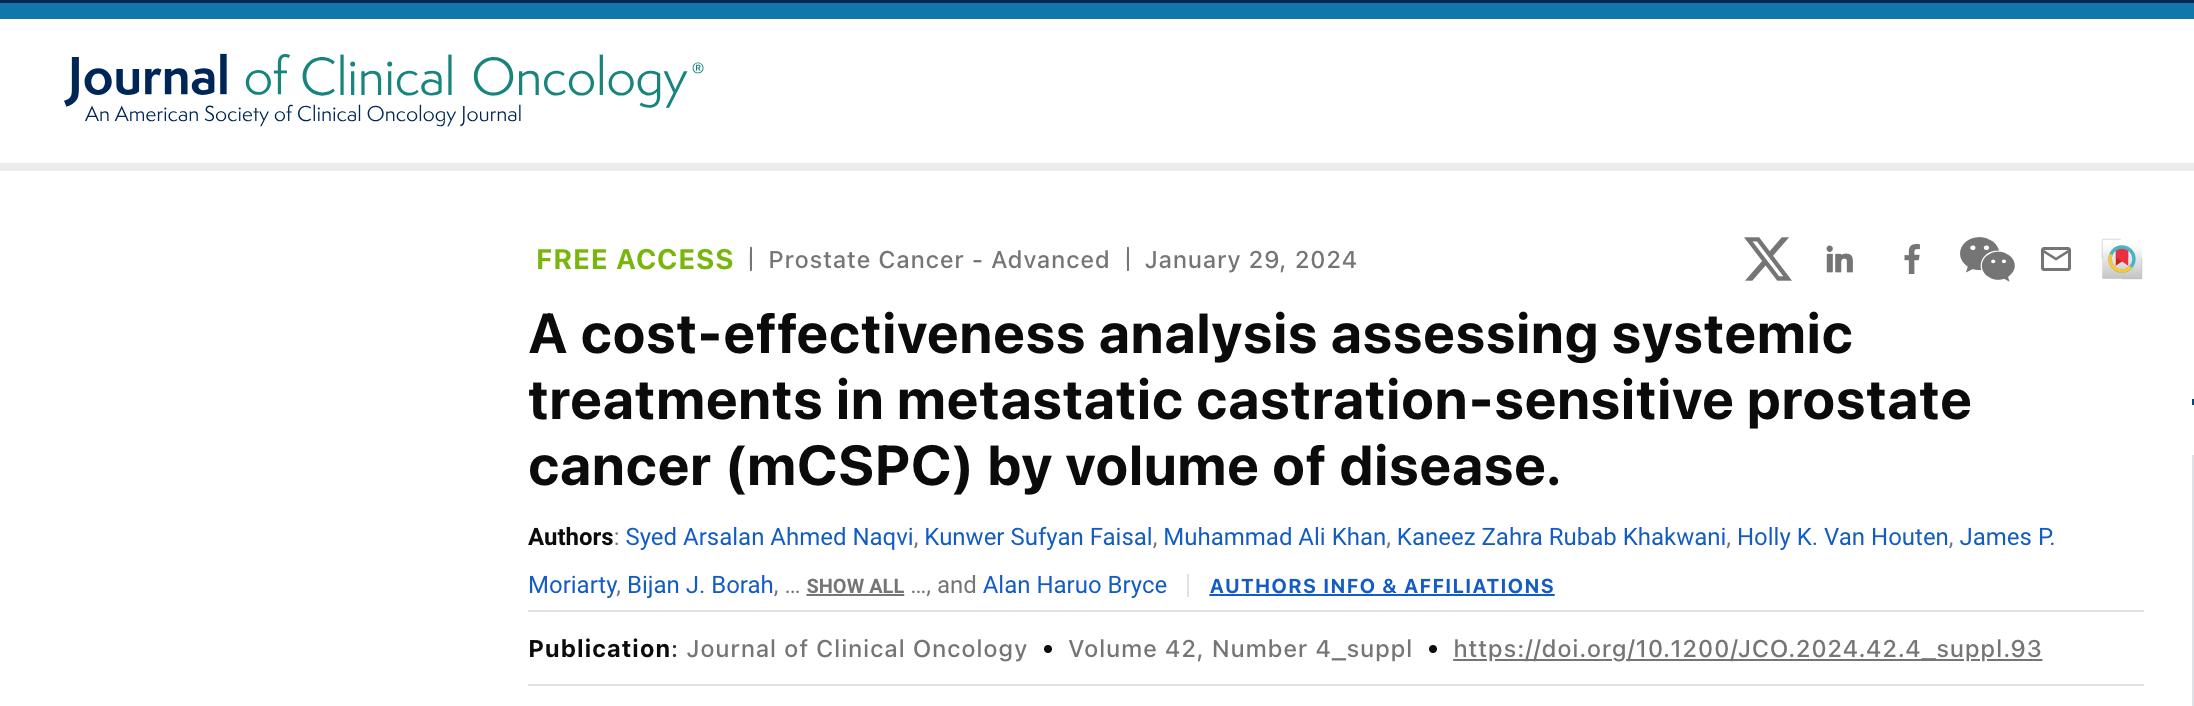 Journal of Clinical Oncology®
An American Society of Clinical Oncology Journal
FREE ACCESS | Prostate Cancer - Advanced | January 29, 2024
A cost-effectiveness analysis assessing systemic
treatments in metastatic castration-sensitive prostate
cancer (mCSPC) by volume of disease.
Authors: Syed Arsalan Ahmed Naqvi, Kunwer Sufyan Faisal, Muhammad Ali Khan, Kaneez Zahra Rubab Khakwani, Holly K. Van Houten, James P.
Moriarty, Bijan J. Borah, ... SHOW ALL ..., and Alan Haruo Bryce | AUTHORS INFO & AFFILIATIONS
Publication: Journal of Clinical Oncology • Volume 42, Number 4_suppl • https://doi.org/10.1200/JCO.2024.42.4_suppl.93